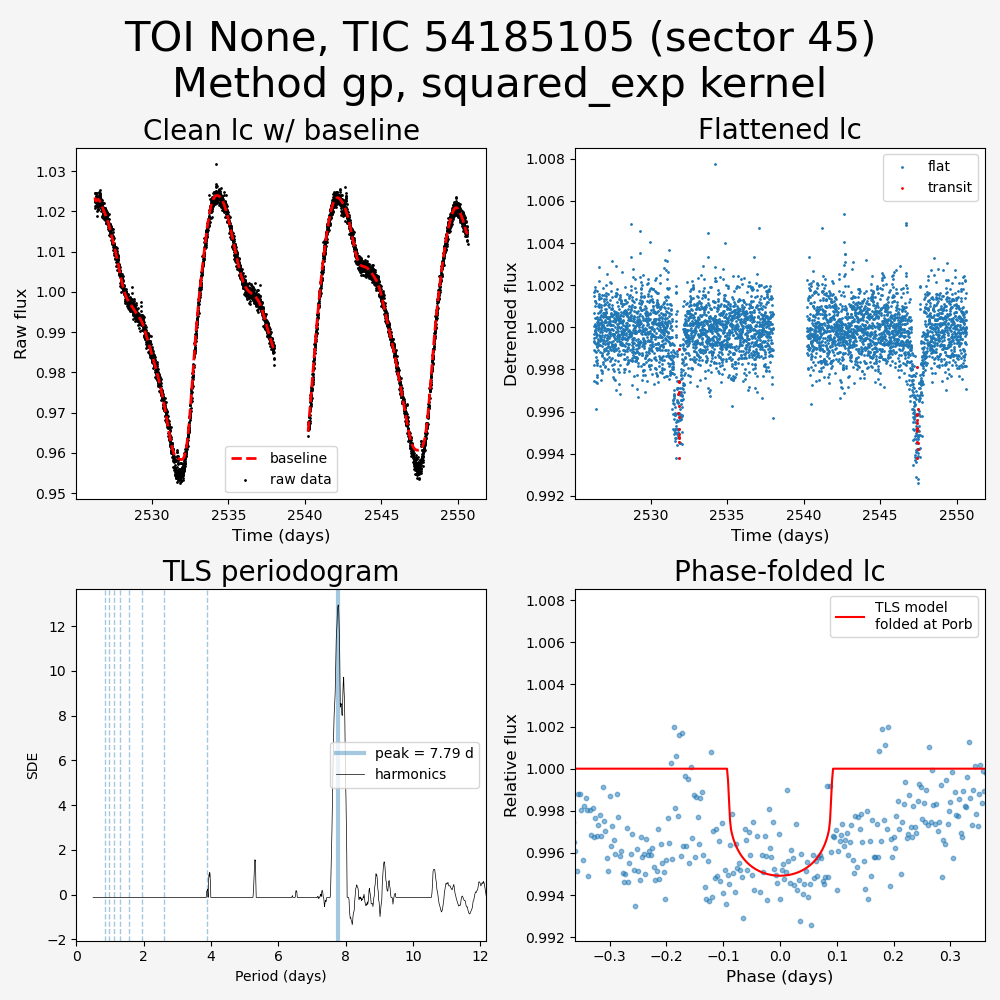 TOI None, TIC 54185105 (sector 45)
Method gp, squared_exp kernel
Clean lc w/ baseline
1.03
1.02
1.01
1.00
0.99
0.98
0.97
0.96
0.95
Raw flux
baseline
raw data
2530
2535
2540
2545
2550
Time (days)
Flattened lc
1.008
1.006
1.004
1.002
1.000
0.998
0.996
0.994
0.992
Detrended flux
flat
transit
2530
2535
2540
2545
2550
Time (days)
TLS periodogram
12
10
8
6
4
2
0
−2
SDE
peak = 7.79 d
harmonics
0
2
4
6
8
10
12
Period (days)
Phase-folded lc
1.008
1.006
1.004
1.002
1.000
0.998
0.996
0.994
0.992
Relative flux
TLS model
folded at Porb
−0.3
−0.2
−0.1
0.0
0.1
0.2
0.3
Phase (days)